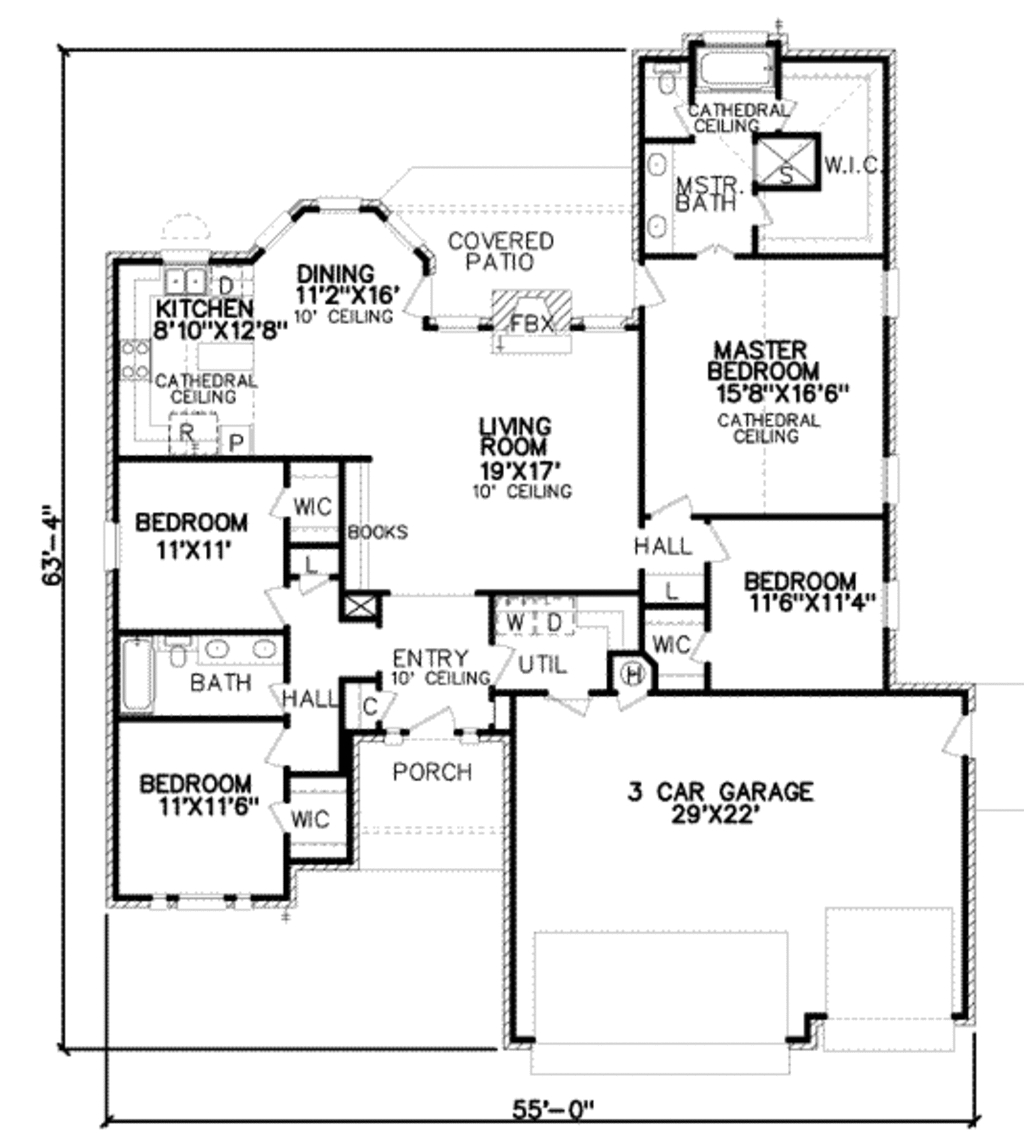 CATHEDRAL
CEILING
W.I.C.
S
MSTR.
BATH
COVERED
PATIO
DINING
11'2"X16'
10' CEILING
D
KITCHEN
8'10"X12'8"
CATHEDRAL
CEILING
R
P
FBX
MASTER
BEDROOM
15'8"X16'6"
CATHEDRAL
CEILING
LIVING
ROOM
19'X17'
10' CEILING
BEDROOM
11'X11'
WIC
BOOKS
L
HALL
L
BEDROOM
11'6"X11'4"
63'-4"
W D
UTIL
WIC
H
ENTRY
10' CEILING
BATH
HALL
C
PORCH
BEDROOM
11'X11'6"
WIC
3 CAR GARAGE
29'X22'
55'-0"